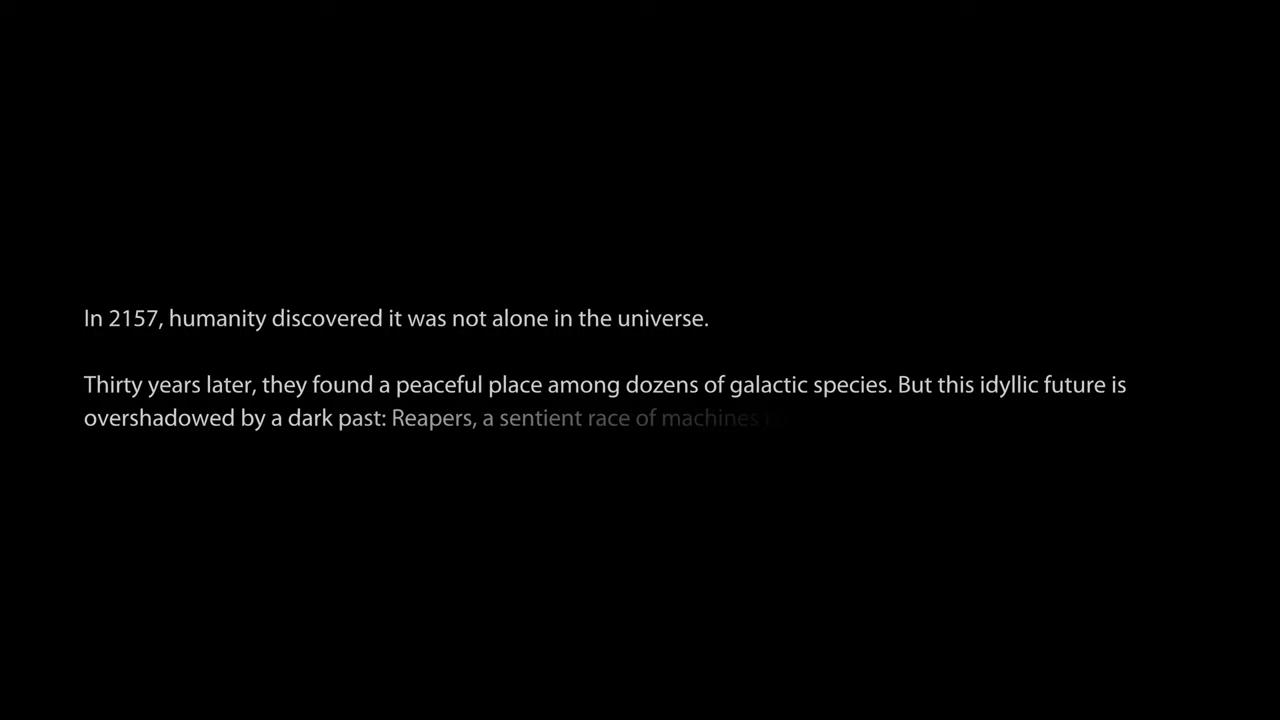 In 2157, humanity discovered it was not alone in the universe.
Thirty years later, they found a peaceful place among dozens of galactic species. But this idyllic future is
overshadowed by a dark past: Reapers, a sentient race of machines